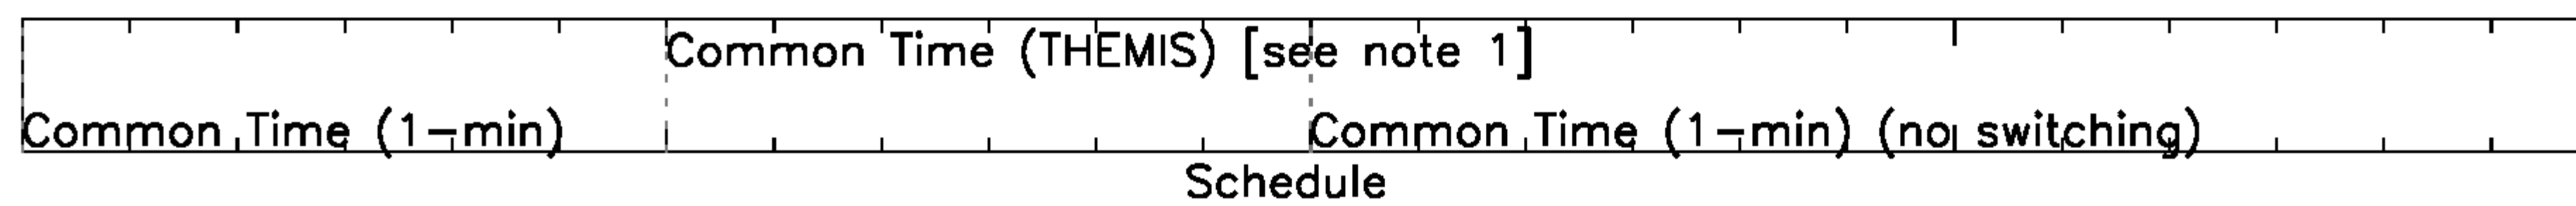 Common Time (THEMIS) [see note 1]
Common Time (1-min)
Common Time (1-min) (no switching)
Schedule